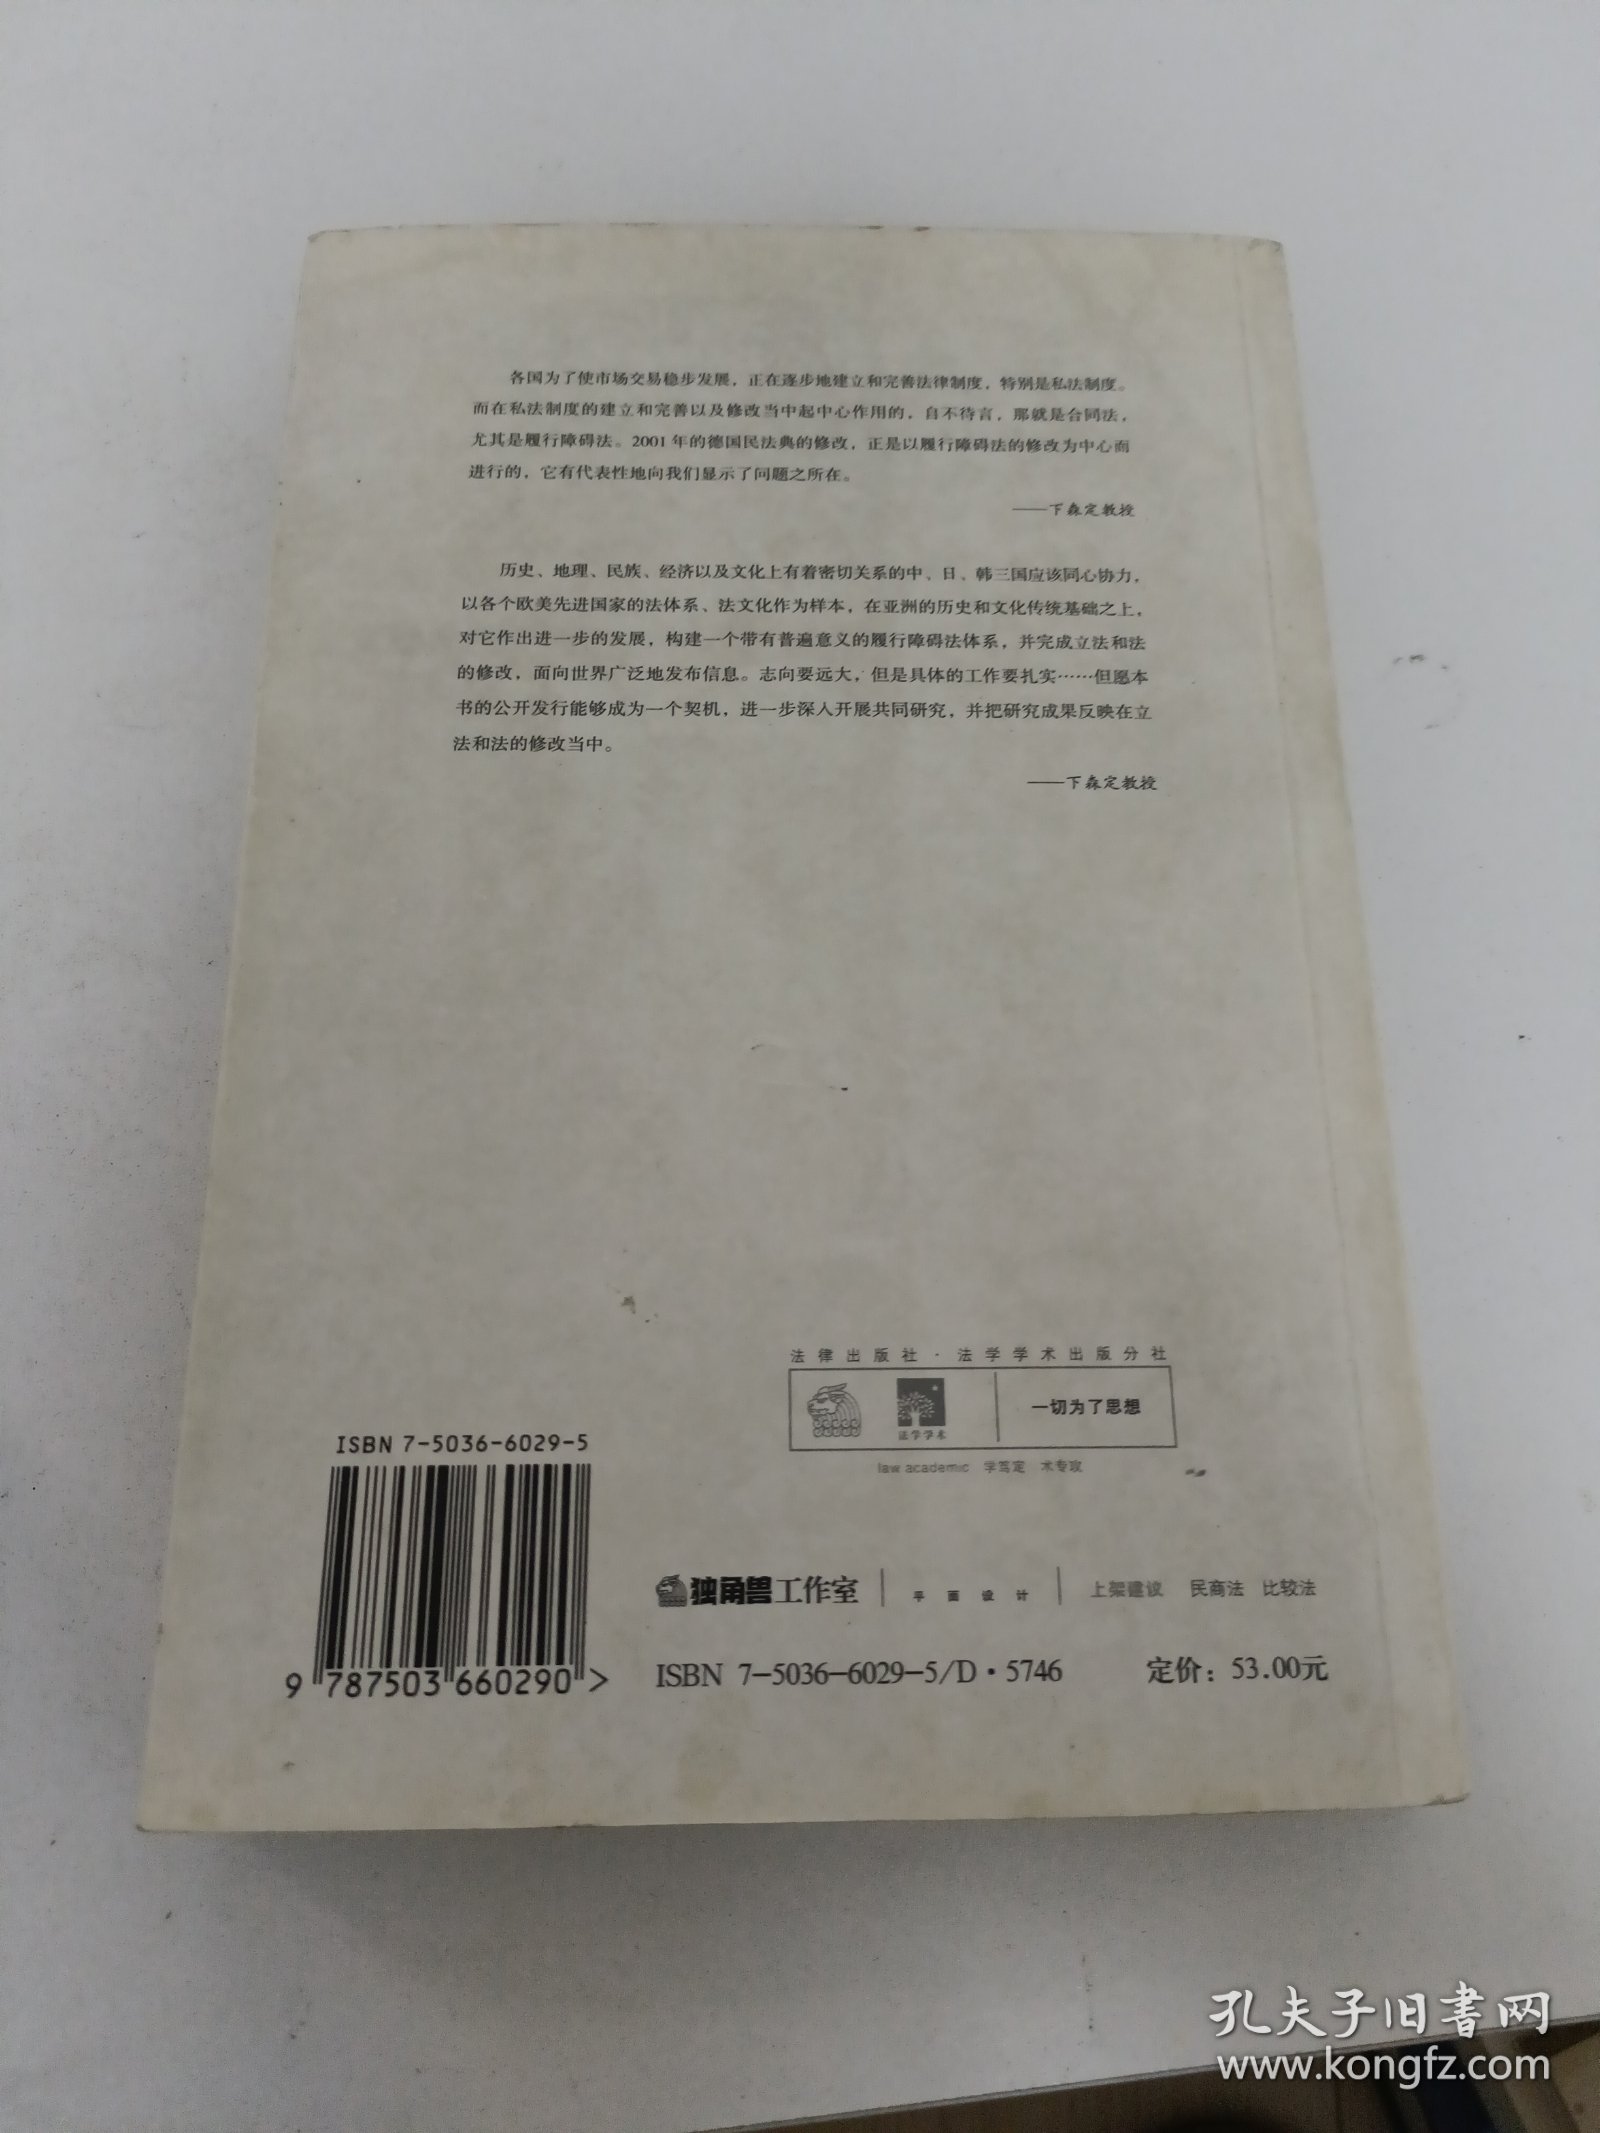 各国为了使市场交易稳步发展，正在逐步地建立和完善法律制度，特别是私法制度。
而在私法制度的建立和完善以及修改当中起中心作用的，自不待言，那就是合同法，
尤其是履行障碍法。2001年的德国民法典的修改，正是以履行障碍法的修改为中心而
进行的，它有代表性地向我们显示了问题之所在。
——下森定教授
历史、地理、民族、经济以及文化上有着密切关系的中、日、韩三国应该同心协力，
以各个欧美先进国家的法体系、法文化作为样本，在亚洲的历史和文化传统基础之上，
对它作出进一步的发展，构建一个带有普遍意义的履行障碍法体系，并完成立法和法
的修改，面向世界广泛地发布信息。志向要远大，但是具体的工作要扎实……但愿本
书的公开发行能够成为一个契机，进一步深入开展共同研究，并把研究成果反映在立
法和法的修改当中。
——下森定教授
法律出版社·法学学术出版分社
法学学术
一切为了思想
law academic 学笃定 术专攻
ISBN 7-5036-6029-5
9 787503 660290 >
独角兽工作室
平面设计
上架建议 民商法 比较法
ISBN 7-5036-6029-5/D·5746
定价：53.00元
孔夫子旧书网
www.kongfz.com